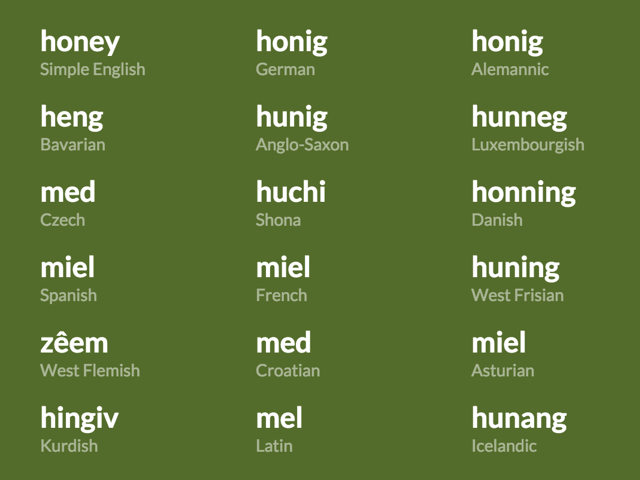 honey
Simple English
honig
German
honig
Alemannic
heng
Bavarian
hunig
Anglo-Saxon
hunneg
Luxembourgish
med
Czech
huchi
Shona
honning
Danish
miel
Spanish
miel
French
huning
West Frisian
zêem
West Flemish
med
Croatian
miel
Asturian
hingiv
Kurdish
mel
Latin
hunang
Icelandic